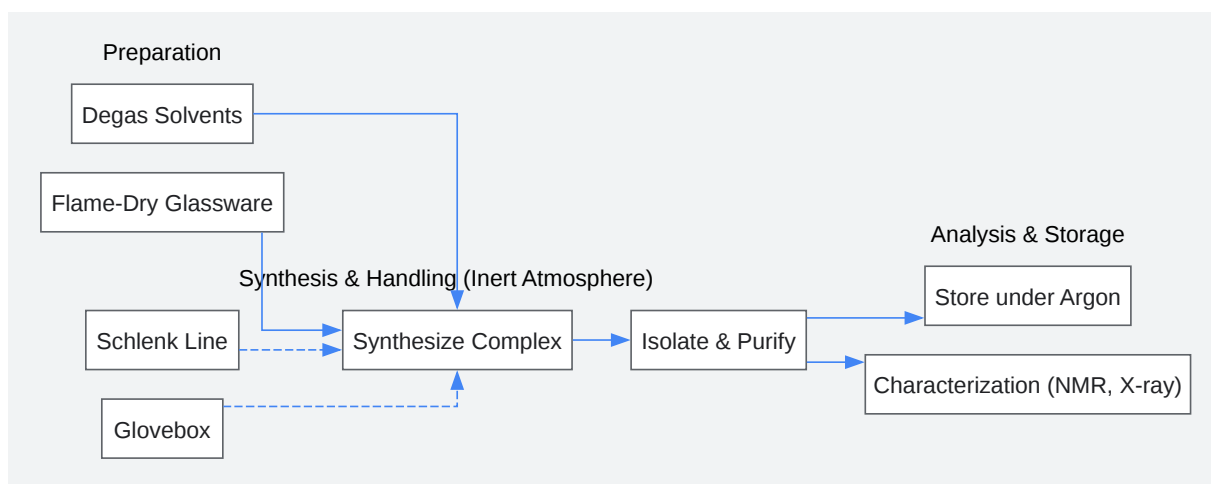 Preparation
Degas Solvents
Flame-Dry Glassware
Synthesis & Handling (Inert Atmosphere)
Schlenk Line
Glovebox
Synthesize Complex
Isolate & Purify
Analysis & Storage
Store under Argon
Characterization (NMR, X-ray)